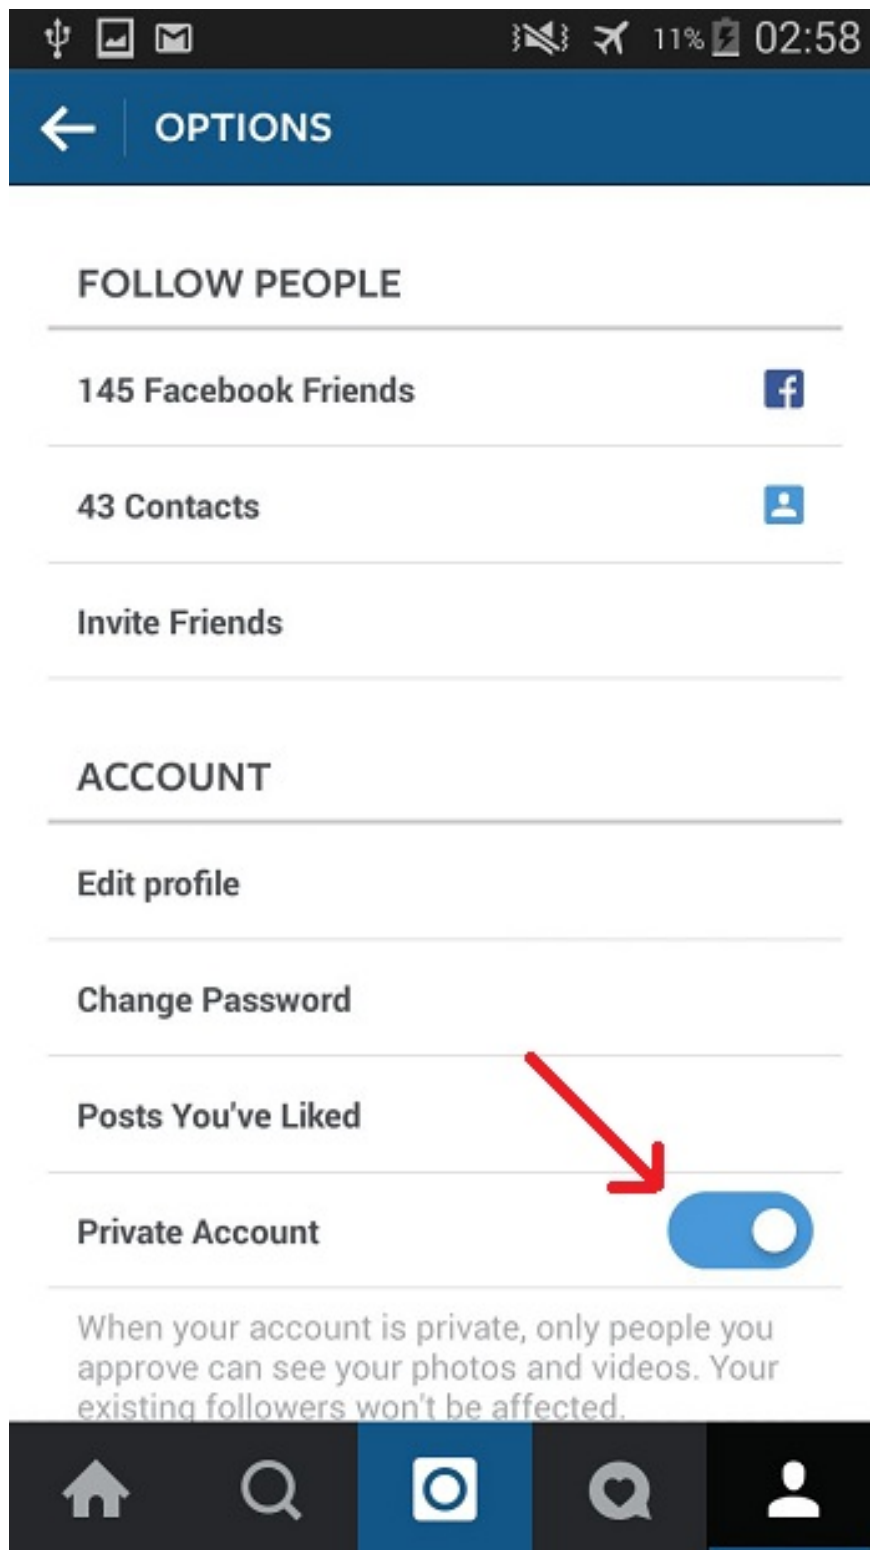 11% 02:58
OPTIONS
FOLLOW PEOPLE
145 Facebook Friends
43 Contacts
Invite Friends
ACCOUNT
Edit profile
Change Password
Posts You've Liked
Private Account
When your account is private, only people you
approve can see your photos and videos. Your
existing followers won't be affected.